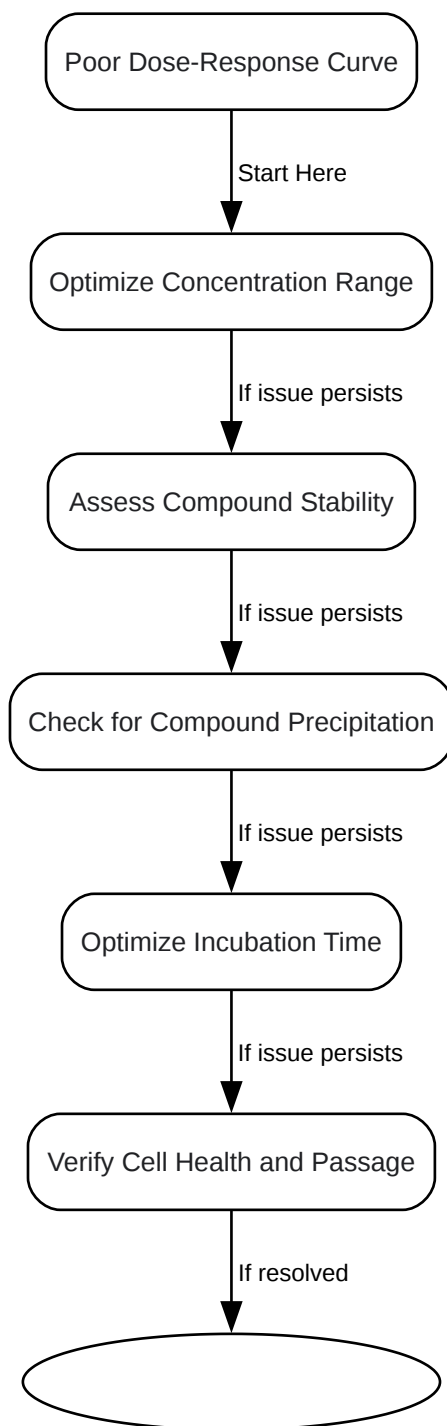 Poor Dose-Response Curve
Start Here
Optimize Concentration Range
If issue persists
Assess Compound Stability
If issue persists
Check for Compound Precipitation
If issue persists
Optimize Incubation Time
If issue persists
Verify Cell Health and Passage
If resolved